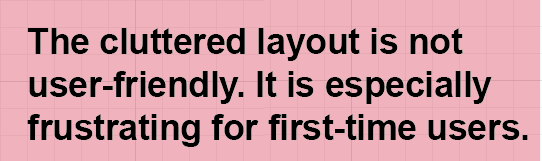 The cluttered layout is not
user-friendly. It is especially
frustrating for first-time users.